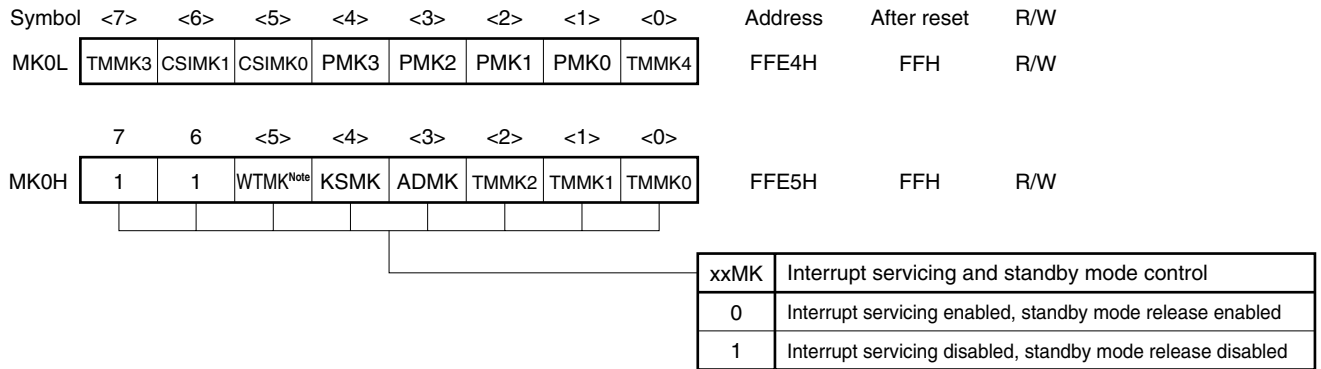 Symbol <7> <6> <5> <4> <3> <2> <1> <0> Address After reset R/W
MK0L TMMK3 CSIMK1 CSIMK0 PMK3 PMK2 PMK1 PMK0 TMMK4 FFE4H FFH R/W
7 6 <5> <4> <3> <2> <1> <0>
MK0H 1 1 WTMKNote KSMK ADMK TMMK2 TMMK1 TMMK0 FFE5H FFH R/W
xxMK Interrupt servicing and standby mode control
0 Interrupt servicing enabled, standby mode release enabled
1 Interrupt servicing disabled, standby mode release disabled